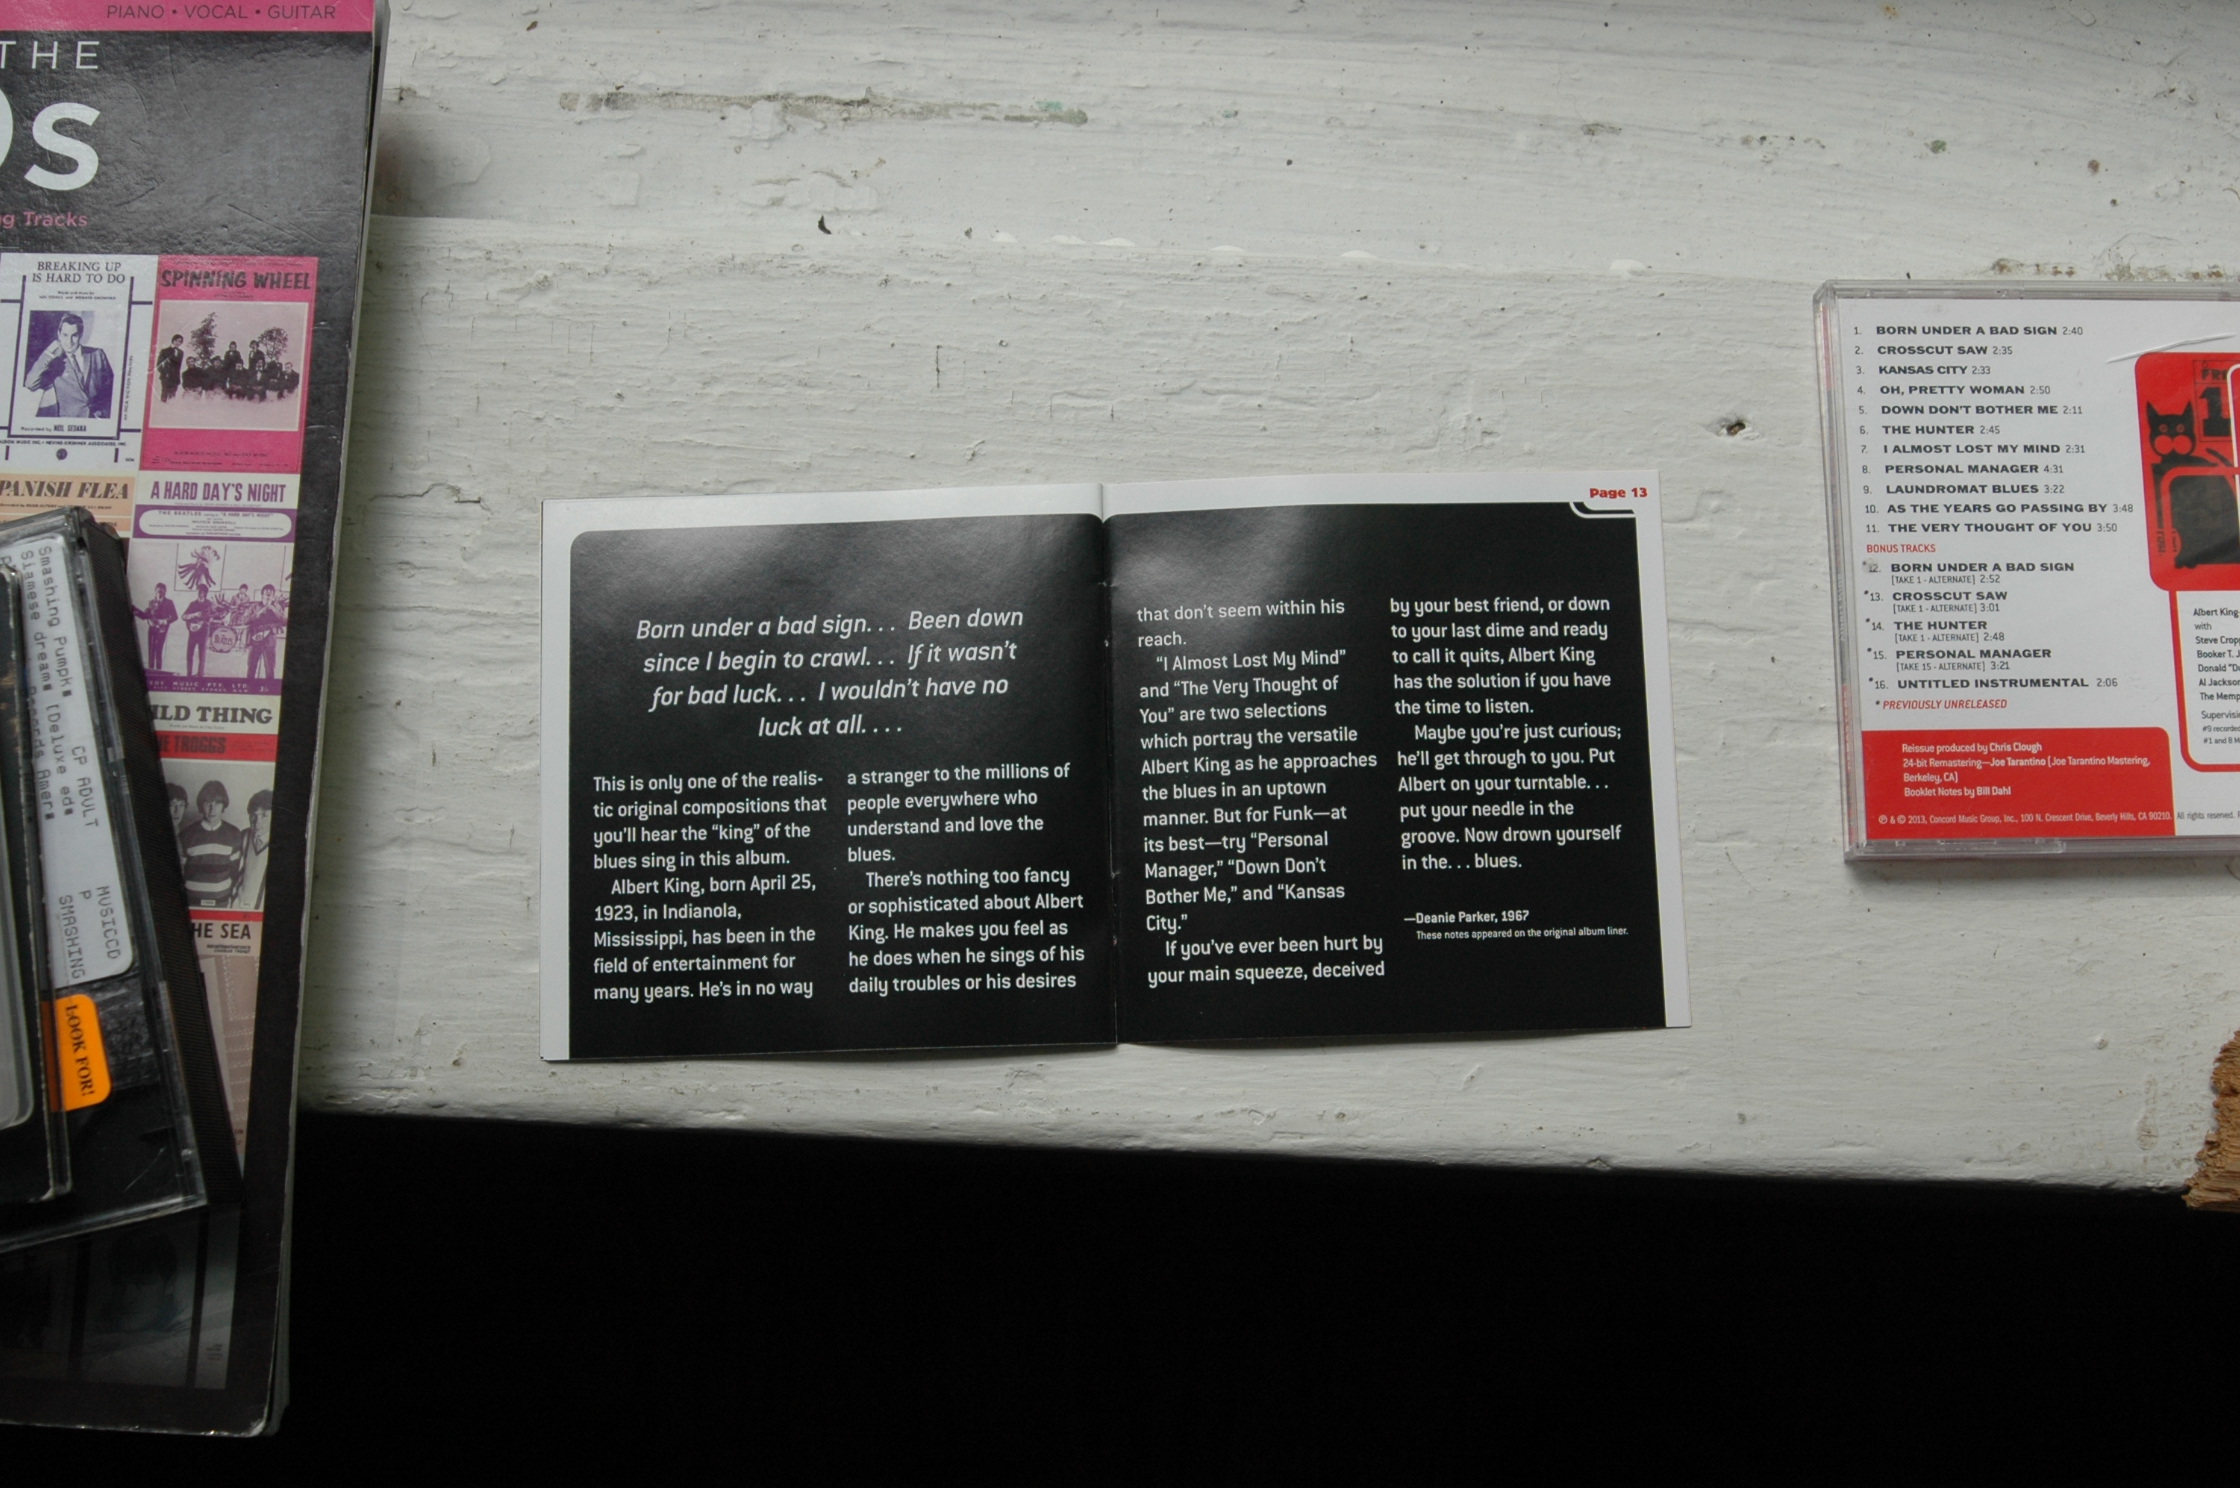 PIANO • VOCAL • GUITAR
THE
0s
Tracks
BREAKING UP
IS HARD TO DO
NEIL SEDAKA
SPINNING WHEEL
SPANISH FLEA
A HARD DAY'S NIGHT
THE BEATLES
WILD THING
THE TROGGS
THE SEA
Smashing Pumpk
Siamese dream [Deluxe ed
Records Amer
CP ADULT
MUSICCD
P
SMASHING
LOOK FOR!
Born under a bad sign. . . Been down
since I begin to crawl. . . If it wasn't
for bad luck. . . I wouldn't have no
luck at all. . . .
This is only one of the realis-
tic original compositions that
you'll hear the “king” of the
blues sing in this album.
Albert King, born April 25,
1923, in Indianola,
Mississippi, has been in the
field of entertainment for
many years. He's in no way
a stranger to the millions of
people everywhere who
understand and love the
blues.
There's nothing too fancy
or sophisticated about Albert
King. He makes you feel as
he does when he sings of his
daily troubles or his desires
Page 13
that don't seem within his
reach.
“I Almost Lost My Mind”
and “The Very Thought of
You” are two selections
which portray the versatile
Albert King as he approaches
the blues in an uptown
manner. But for Funk—at
its best—try “Personal
Manager,” “Down Don't
Bother Me,” and “Kansas
City.”
If you've ever been hurt by
your main squeeze, deceived
by your best friend, or down
to your last dime and ready
to call it quits, Albert King
has the solution if you have
the time to listen.
Maybe you're just curious;
he'll get through to you. Put
Albert on your turntable. . .
put your needle in the
groove. Now drown yourself
in the. . . blues.
—Deanie Parker, 1967
These notes appeared on the original album liner.
1. BORN UNDER A BAD SIGN 2:40
2. CROSSCUT SAW 2:35
3. KANSAS CITY 2:33
4. OH, PRETTY WOMAN 2:50
5. DOWN DON'T BOTHER ME 2:11
6. THE HUNTER 2:45
7. I ALMOST LOST MY MIND 2:31
8. PERSONAL MANAGER 4:31
9. LAUNDROMAT BLUES 3:22
10. AS THE YEARS GO PASSING BY 3:48
11. THE VERY THOUGHT OF YOU 3:50
BONUS TRACKS
*12. BORN UNDER A BAD SIGN
[TAKE 1 - ALTERNATE] 2:52
*13. CROSSCUT SAW
[TAKE 1 - ALTERNATE] 3:01
*14. THE HUNTER
[TAKE 1 - ALTERNATE] 2:48
*15. PERSONAL MANAGER
[TAKE 15 - ALTERNATE] 3:21
*16. UNTITLED INSTRUMENTAL 2:06
* PREVIOUSLY UNRELEASED
Reissue produced by Chris Clough
24-bit Remastering—Joe Tarantino (Joe Tarantino Mastering,
Berkeley, CA)
Booklet Notes by Bill Dahl
℗ & © 2013, Concord Music Group, Inc., 100 N. Crescent Drive, Beverly Hills, CA 90210. All rights reserved.
FRI
1
Albert King
with
Steve Crop
Booker T. J
Donald "Du
Al Jackson
The Memp
Supervisi
#9 recorde
#1 and 8 M